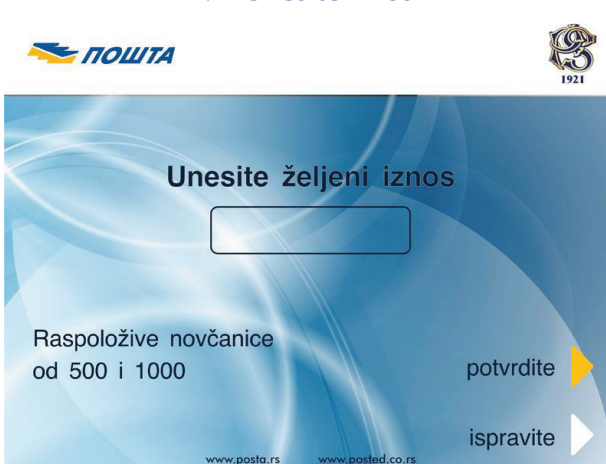 ПОШТА
1921
Unesite željeni iznos
Raspoložive novčanice
od 500 i 1000
potvrdite
ispravite
www.posta.rs www.posted.co.rs